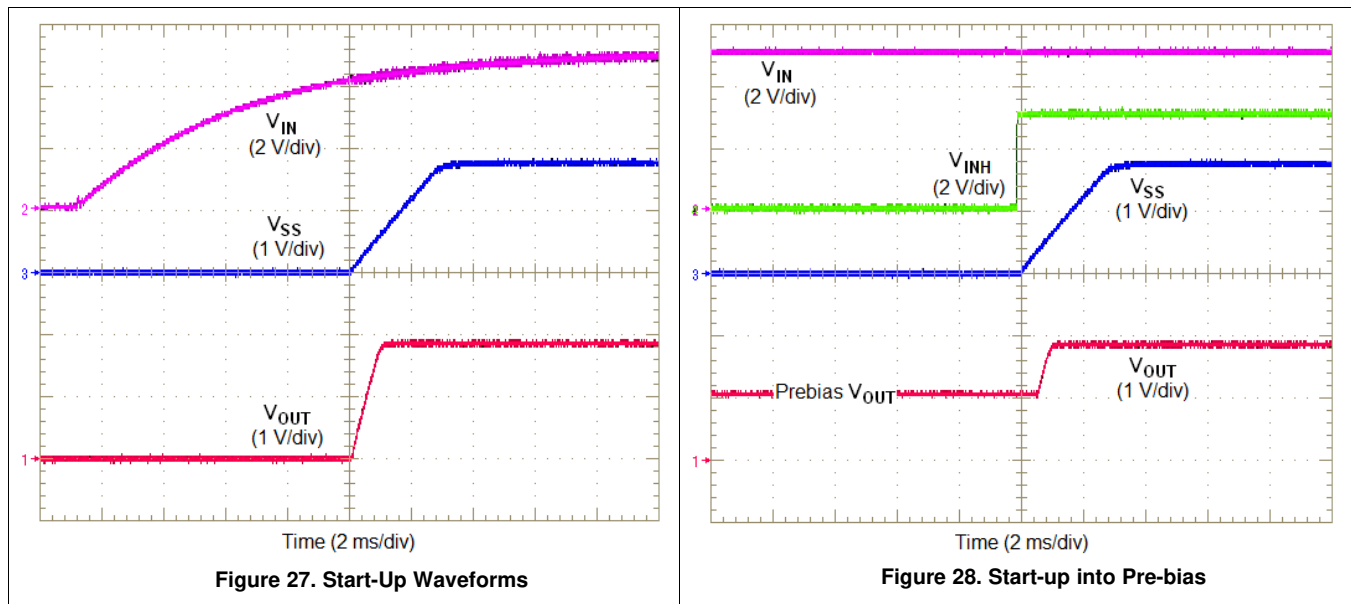 V_IN
(2 V/div)
2
V_SS
(1 V/div)
3
V_OUT
(1 V/div)
1
Time (2 ms/div)
Figure 27. Start-Up Waveforms
V_IN
(2 V/div)
V_INH
(2 V/div)
V_SS
(1 V/div)
3
Prebias V_OUT
V_OUT
(1 V/div)
1
Time (2 ms/div)
Figure 28. Start-up into Pre-bias